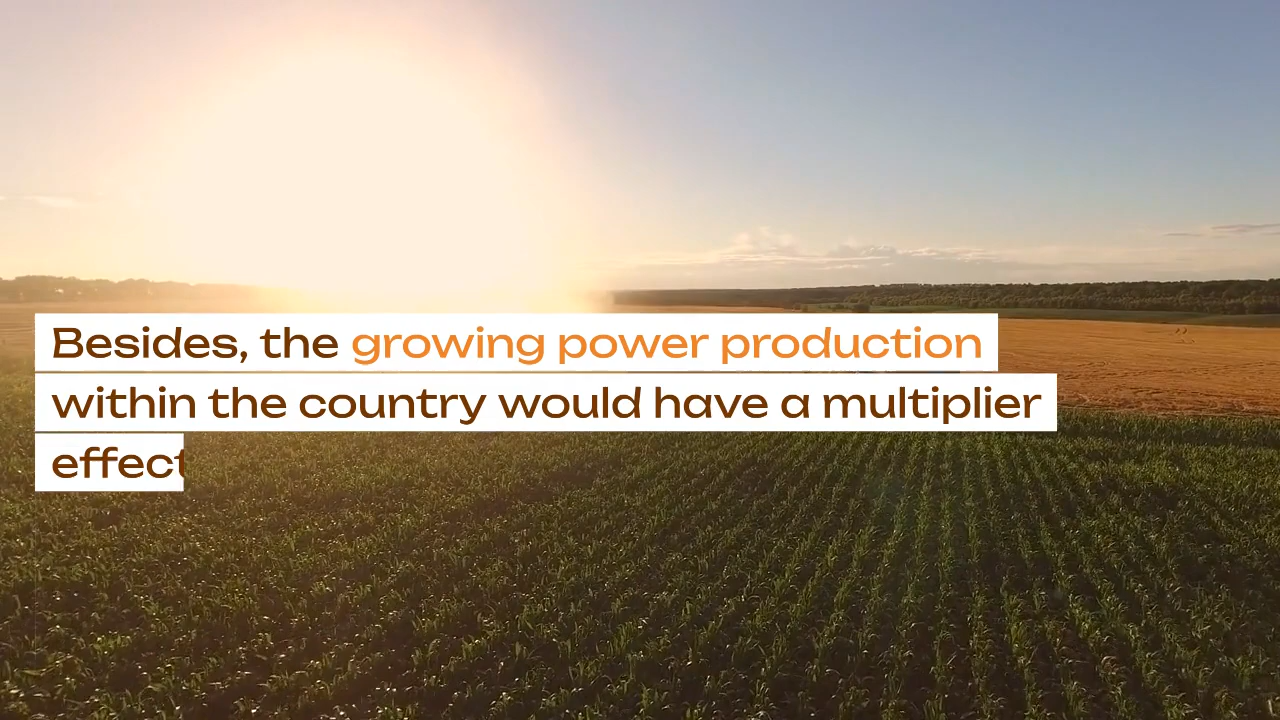 Besides, the growing power production
within the country would have a multiplier
effect